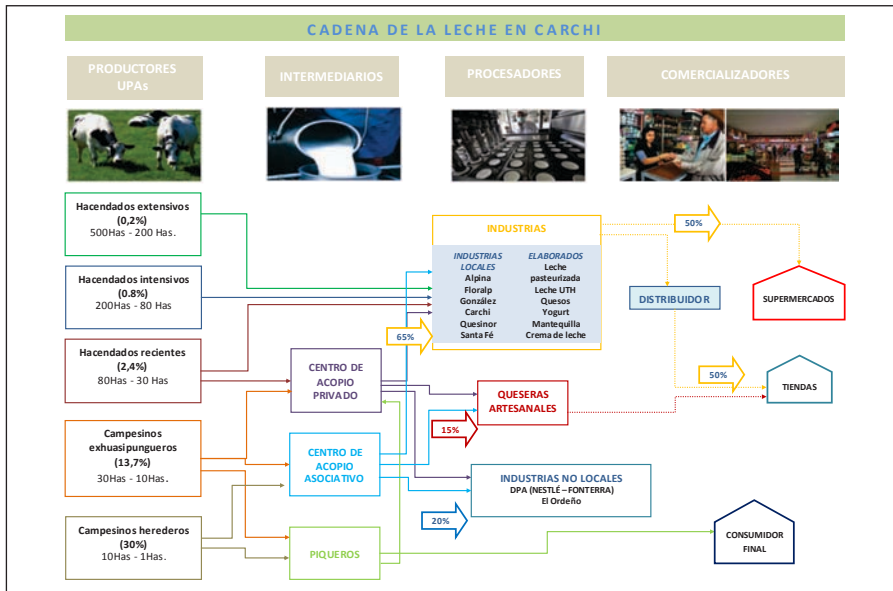 CADENA DE LA LECHE EN CARCHI
PRODUCTORES
UPAs
INTERMEDIARIOS
PROCESADORES
COMERCIALIZADORES
Hacendados extensivos
(0,2%)
500Has - 200 Has.
Hacendados intensivos
(0.8%)
200Has - 80 Has
Hacendados recientes
(2,4%)
80Has - 30 Has
Campesinos
exhuasipungueros
(13,7%)
30Has - 10Has.
Campesinos herederos
(30%)
10Has - 1Has.
CENTRO DE
ACOPIO
PRIVADO
CENTRO DE
ACOPIO
ASOCIATIVO
PIQUEROS
INDUSTRIAS
INDUSTRIAS
LOCALES
Alpina
Floralp
González
Carchi
Quesinor
Santa Fé
ELABORADOS
Leche
pasteurizada
Leche UTH
Quesos
Yogurt
Mantequilla
Crema de leche
65%
QUESERAS
ARTESANALES
15%
INDUSTRIAS NO LOCALES
DPA (NESTLÉ – FONTERRA)
El Ordeño
20%
50%
DISTRIBUIDOR
SUPERMERCADOS
50%
TIENDAS
CONSUMIDOR
FINAL